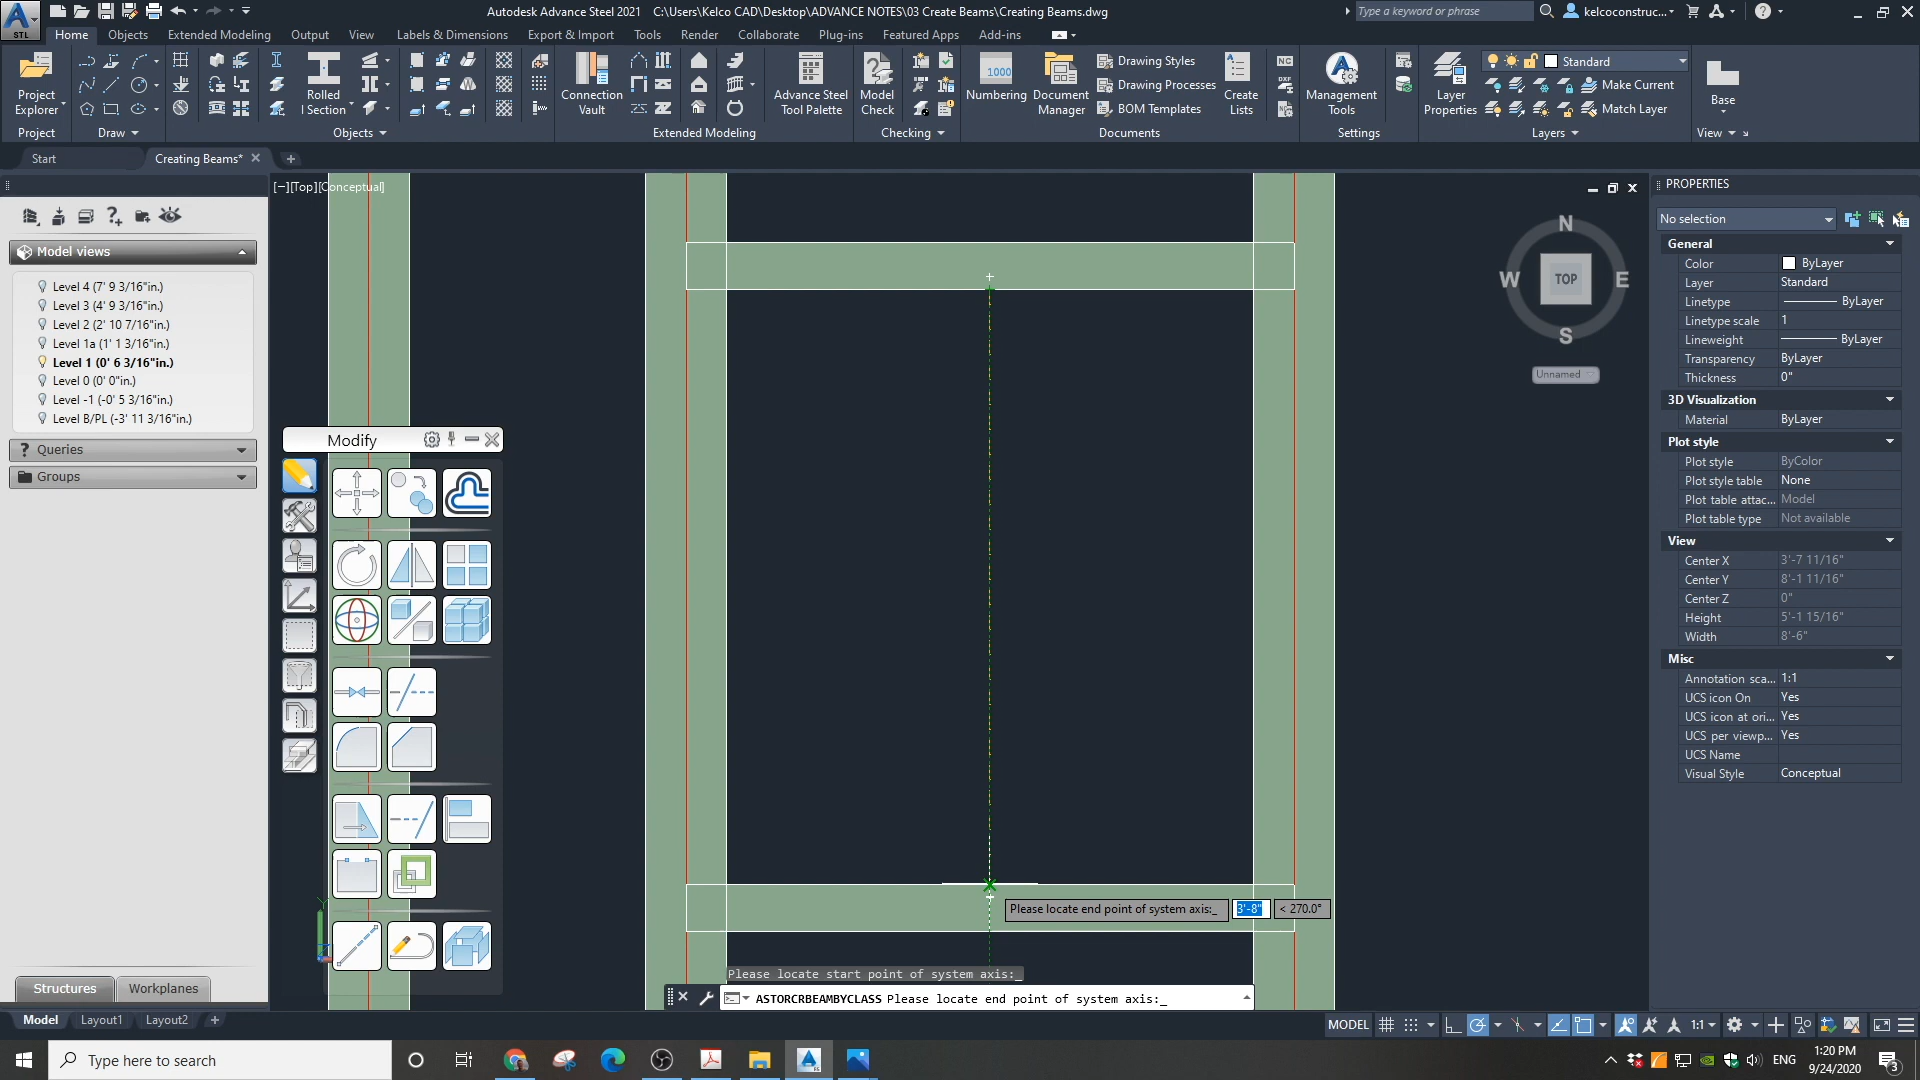 Autodesk Advance Steel 2021 C:\Users\Kelco CAD\Desktop\ADVANCE NOTES\03 Create Beams\Creating Beams.dwg
Type a keyword or phrase
kelcoconstruc...
STL
Home Objects Extended Modeling Output View Labels & Dimensions Export & Import Tools Render Collaborate Plug-ins Featured Apps Add-ins
Project Explorer
Rolled I Section
Connection Vault
Advance Steel Tool Palette
Model Check
1000
Numbering
Document Manager
Drawing Styles
Drawing Processes
BOM Templates
Create Lists
NC
DXF
Management Tools
Layer Properties
Standard
Make Current
Match Layer
Base
Project Draw Objects Extended Modeling Checking Documents Settings Layers View
Start Creating Beams*
[−][Top][Conceptual]
Model views
Level 4 (7' 9 3/16"in.)
Level 3 (4' 9 3/16"in.)
Level 2 (2' 10 7/16"in.)
Level 1a (1' 1 3/16"in.)
Level 1 (0' 6 3/16"in.)
Level 0 (0' 0"in.)
Level -1 (-0' 5 3/16"in.)
Level B/PL (-3' 11 3/16"in.)
Queries
Groups
Structures Workplanes
Modify
N
W TOP E
S
Unnamed
Please locate end point of system axis:_ 3'-8" < 270.0°
Please locate start point of system axis:_
ASTORCRBEAMBYCLASS Please locate end point of system axis:_
PROPERTIES
No selection
General
Color ByLayer
Layer Standard
Linetype ByLayer
Linetype scale 1
Lineweight ByLayer
Transparency ByLayer
Thickness 0"
3D Visualization
Material ByLayer
Plot style
Plot style ByColor
Plot style table None
Plot table attac... Model
Plot table type Not available
View
Center X 3'-7 11/16"
Center Y 8'-1 11/16"
Center Z 0"
Height 5'-1 15/16"
Width 8'-6"
Misc
Annotation sca... 1:1
UCS icon On Yes
UCS icon at ori... Yes
UCS per viewp... Yes
UCS Name
Visual Style Conceptual
Model Layout1 Layout2
MODEL 1:1
Type here to search
ENG
1:20 PM
9/24/2020
3